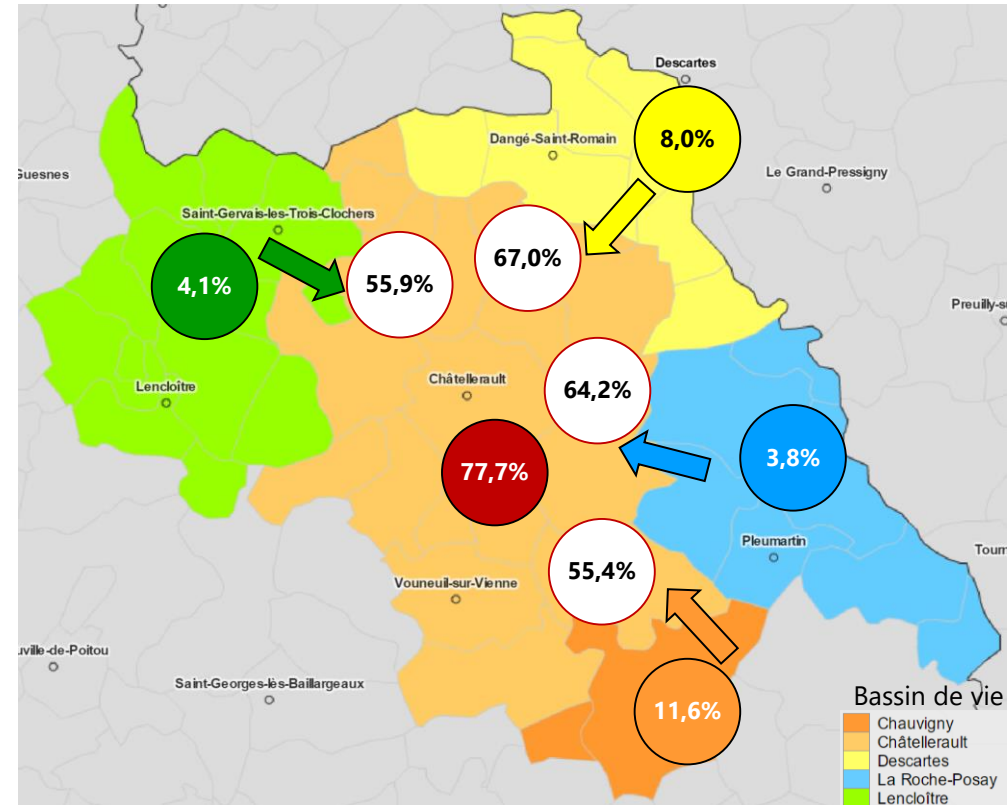 Descartes
Dangé-Saint-Romain
8,0%
Le Grand-Pressigny
Guesnes
Saint-Gervais-les-Trois-Clochers
67,0%
4,1%
55,9%
Preuilly-s
Châtellerault
Lencloître
64,2%
77,7%
3,8%
Pleumartin
Tourn
55,4%
Vouneuil-sur-Vienne
uville-de-Poitou
Saint-Georges-lès-Baillargeaux
11,6%
Bassin de vie
Chauvigny
Châtellerault
Descartes
La Roche-Posay
Lencloître